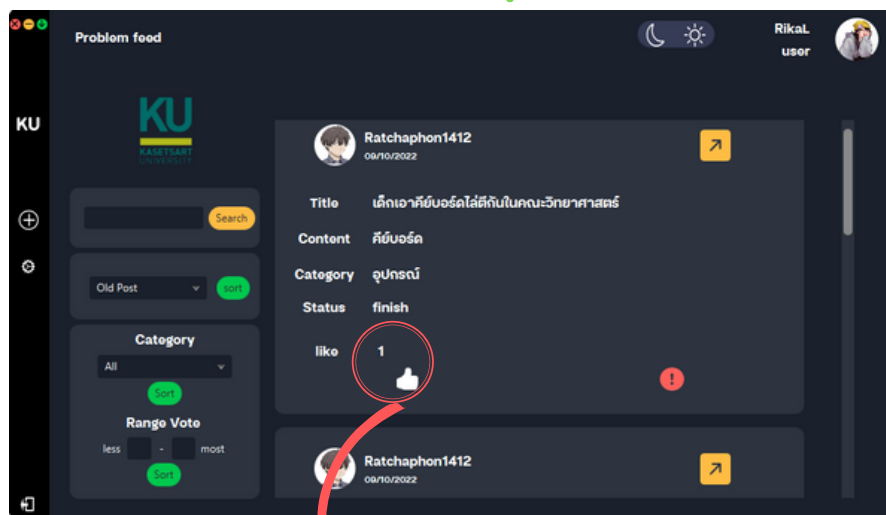 Problem feed
RikaL
user
KU
KU
KASETSART
UNIVERSITY
Search
Old Post
sort
Category
All
Sort
Range Vote
less - most
Sort
Ratchaphon1412
09/10/2022
Title เด็กเอาคีย์บอร์ดไล่ตีกันในคณะวิทยาศาสตร์
Content คีย์บอร์ด
Category อุปกรณ์
Status finish
like 1
!
Ratchaphon1412
09/10/2022